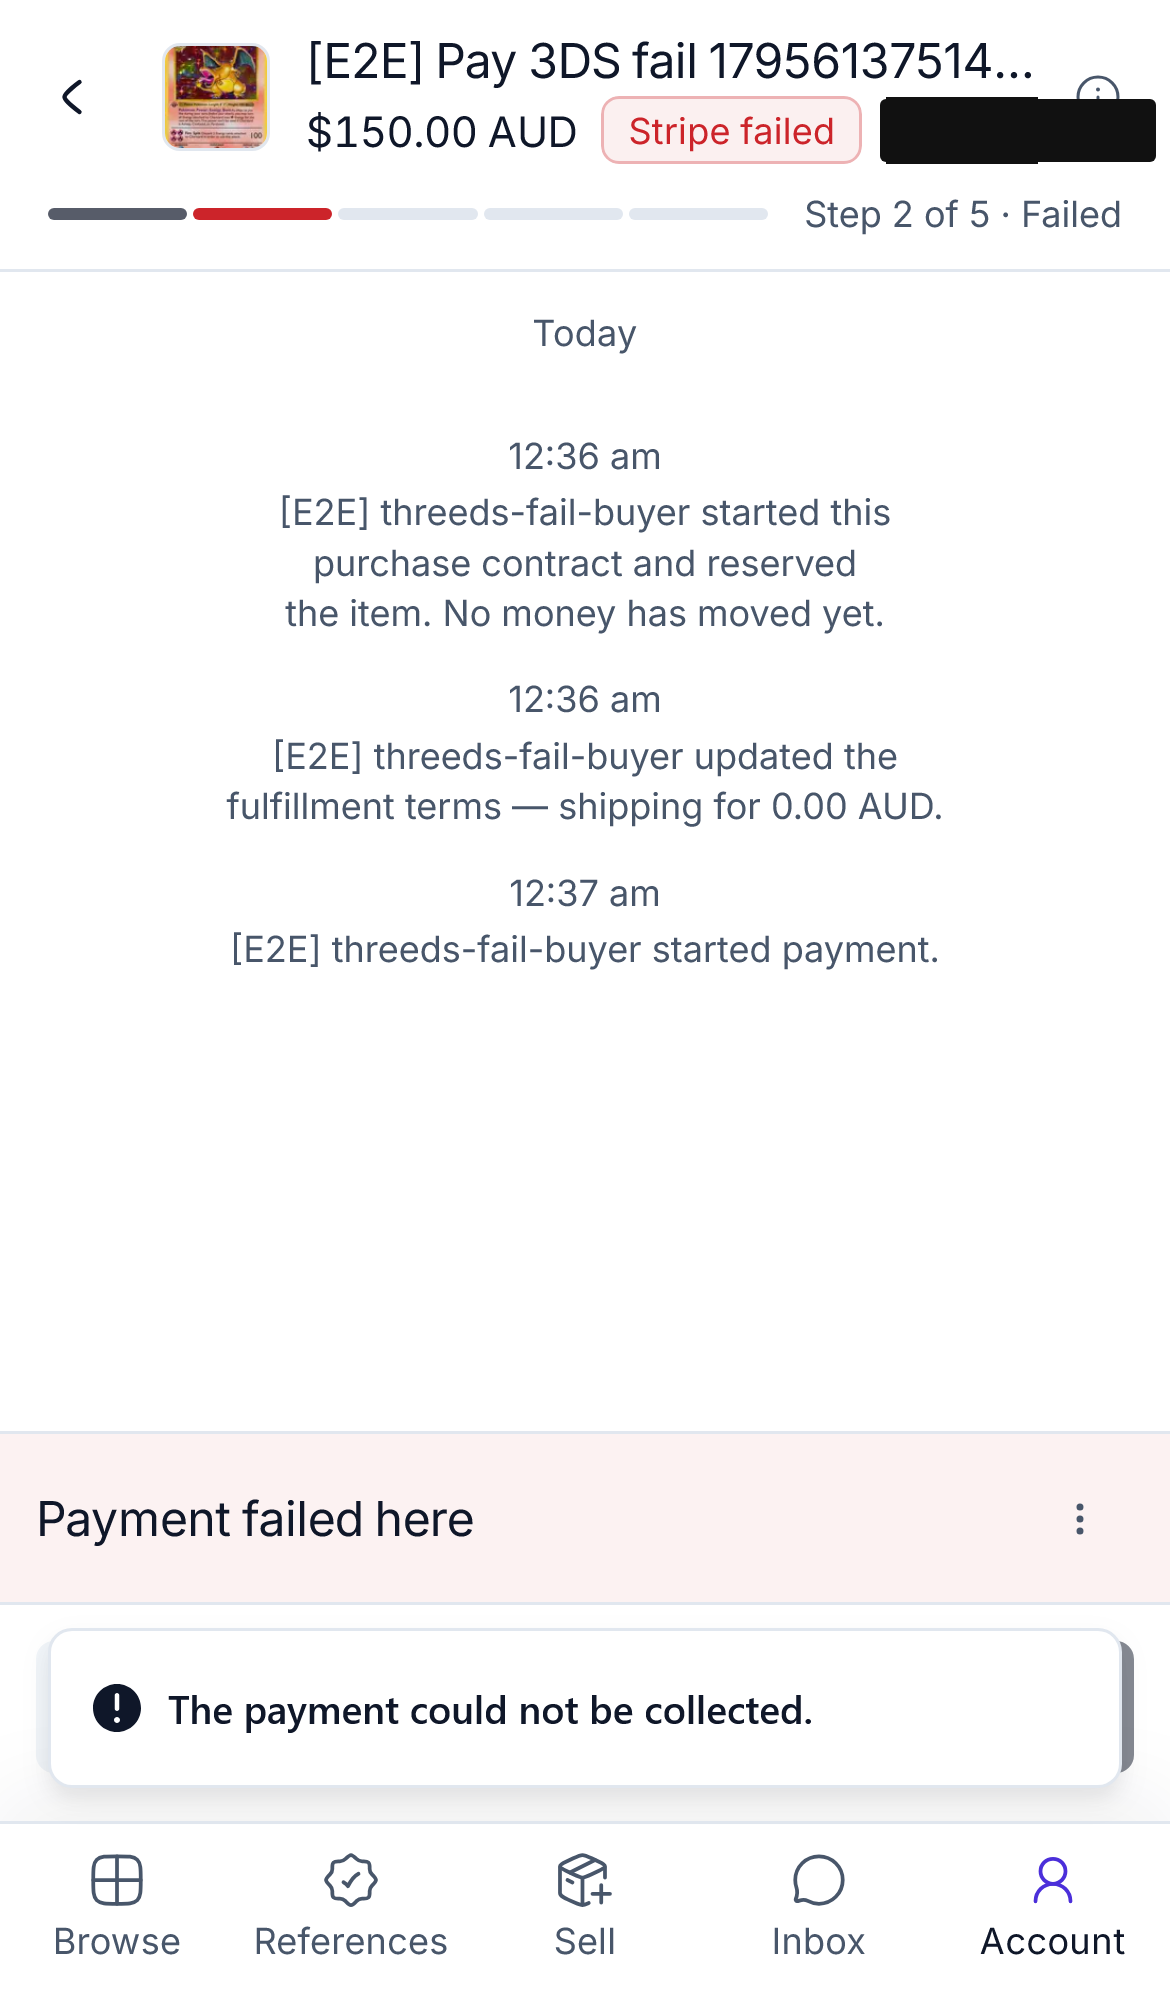 [E2E] Pay 3DS fail 17956137514...
$150.00 AUD
Stripe failed
Step 2 of 5 · Failed
Today
12:36 am
[E2E] threeds-fail-buyer started this
purchase contract and reserved
the item. No money has moved yet.
12:36 am
[E2E] threeds-fail-buyer updated the
fulfillment terms — shipping for 0.00 AUD.
12:37 am
[E2E] threeds-fail-buyer started payment.
Payment failed here
The payment could not be collected.
Browse
References
Sell
Inbox
Account